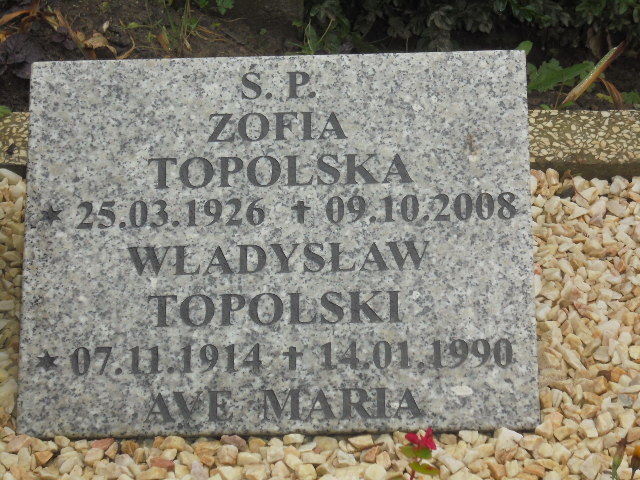 Ś. P.
ZOFIA
TOPOLSKA
★ 25.03.1926 ✝ 09.10.2008
WŁADYSŁAW
TOPOLSKI
★ 07.11.1914 ✝ 14.01.1990
AVE MARIA